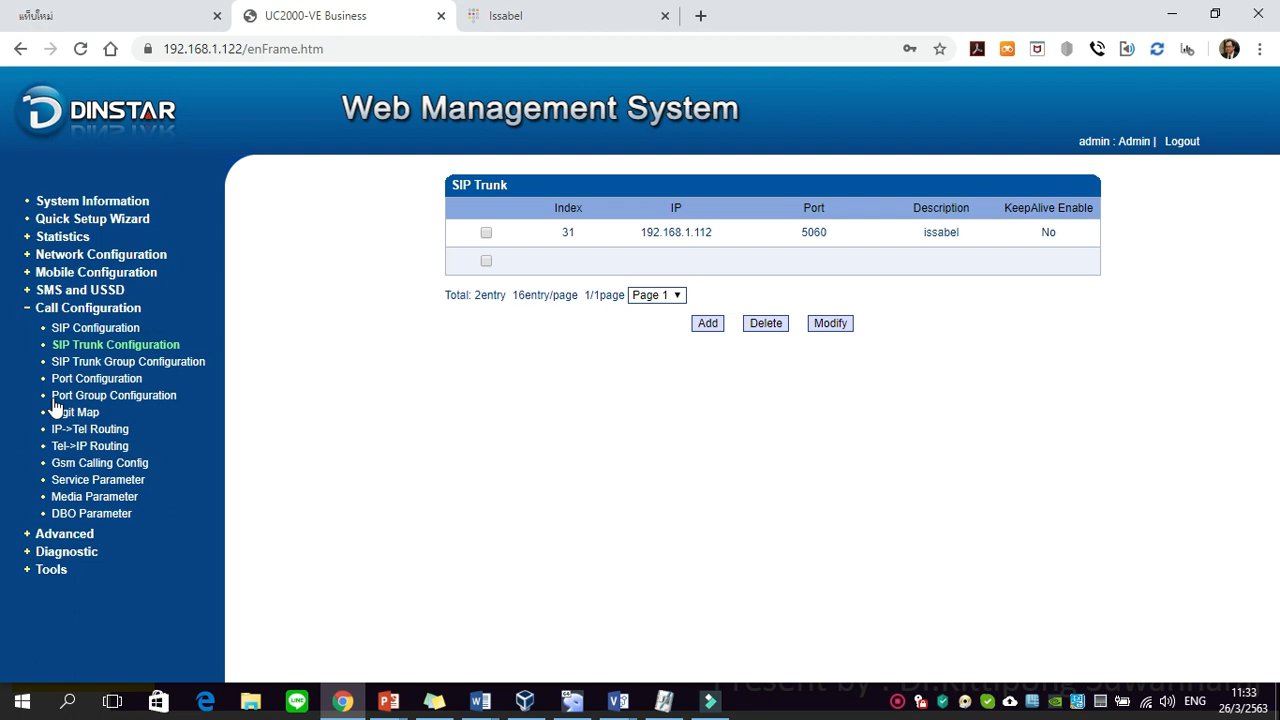 แท็บใหม่
UC2000-VE Business
Issabel
192.168.1.122/enFrame.htm
DINSTAR
Web Management System
admin : Admin | Logout
System Information
Quick Setup Wizard
Statistics
Network Configuration
Mobile Configuration
SMS and USSD
Call Configuration
SIP Configuration
SIP Trunk Configuration
SIP Trunk Group Configuration
Port Configuration
Port Group Configuration
git Map
IP->Tel Routing
Tel->IP Routing
Gsm Calling Config
Service Parameter
Media Parameter
DBO Parameter
Advanced
Diagnostic
Tools
SIP Trunk
Index IP Port Description KeepAlive Enable
31 192.168.1.112 5060 issabel No
Total: 2entry 16entry/page 1/1page Page 1
Add Delete Modify
Present by : Dr.Kittipong Suwannaraj
ENG
11:33
26/3/2563